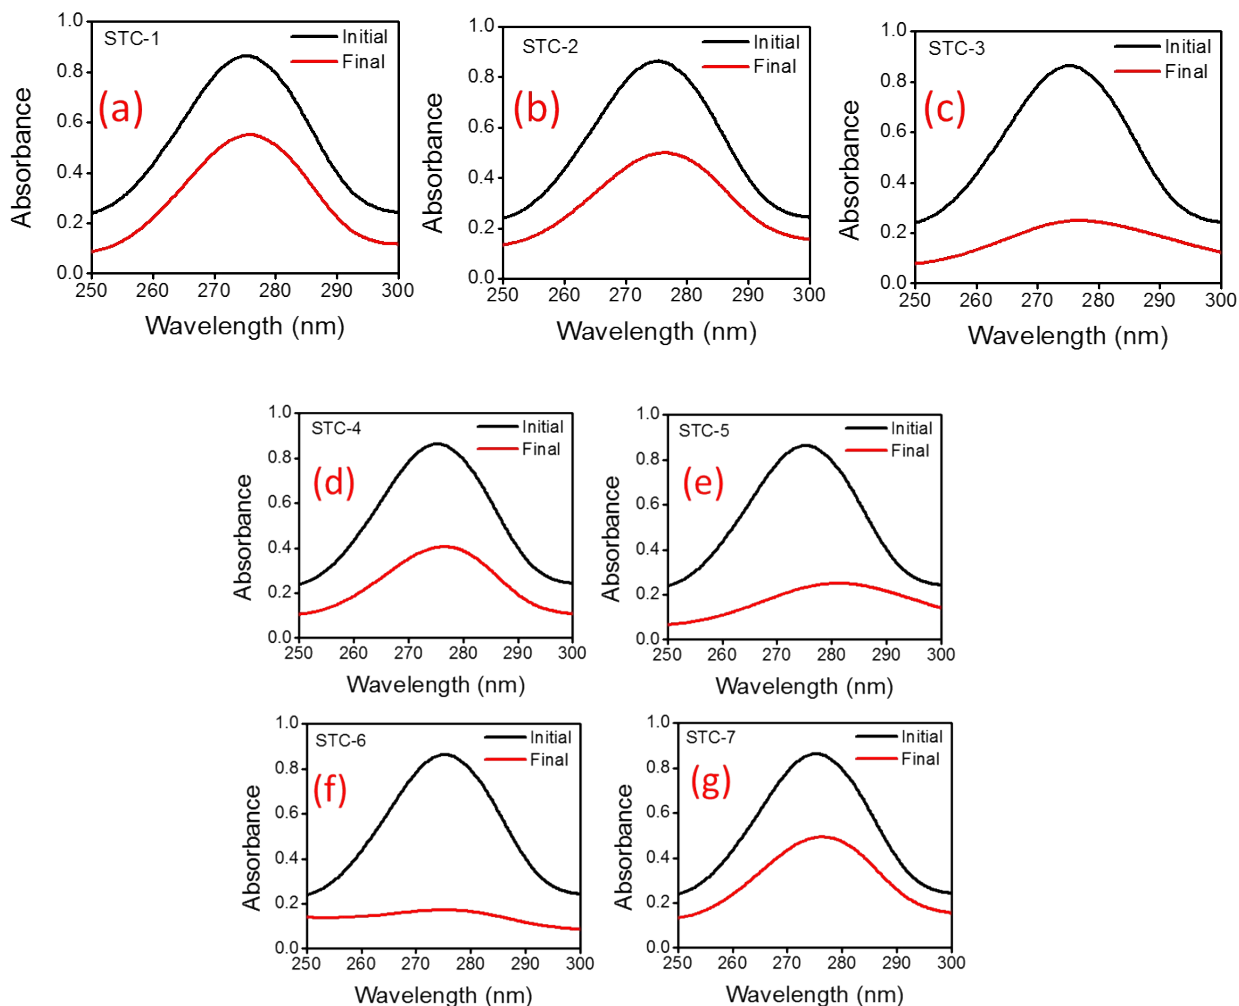 STC-1
Initial
Final
(a)
Absorbance
1.0
0.8
0.6
0.4
0.2
0.0
250 260 270 280 290 300
Wavelength (nm)
STC-2
Initial
Final
(b)
Absorbance
1.0
0.8
0.6
0.4
0.2
0.0
250 260 270 280 290 300
Wavelength (nm)
STC-3
Initial
Final
(c)
Absorbance
1.0
0.8
0.6
0.4
0.2
0.0
250 260 270 280 290 300
Wavelength (nm)
STC-4
Initial
Final
(d)
Absorbance
1.0
0.8
0.6
0.4
0.2
0.0
250 260 270 280 290 300
Wavelength (nm)
STC-5
Initial
Final
(e)
Absorbance
1.0
0.8
0.6
0.4
0.2
0.0
250 260 270 280 290 300
Wavelength (nm)
STC-6
Initial
Final
(f)
Absorbance
1.0
0.8
0.6
0.4
0.2
0.0
250 260 270 280 290 300
Wavelength (nm)
STC-7
Initial
Final
(g)
Absorbance
1.0
0.8
0.6
0.4
0.2
0.0
250 260 270 280 290 300
Wavelength (nm)